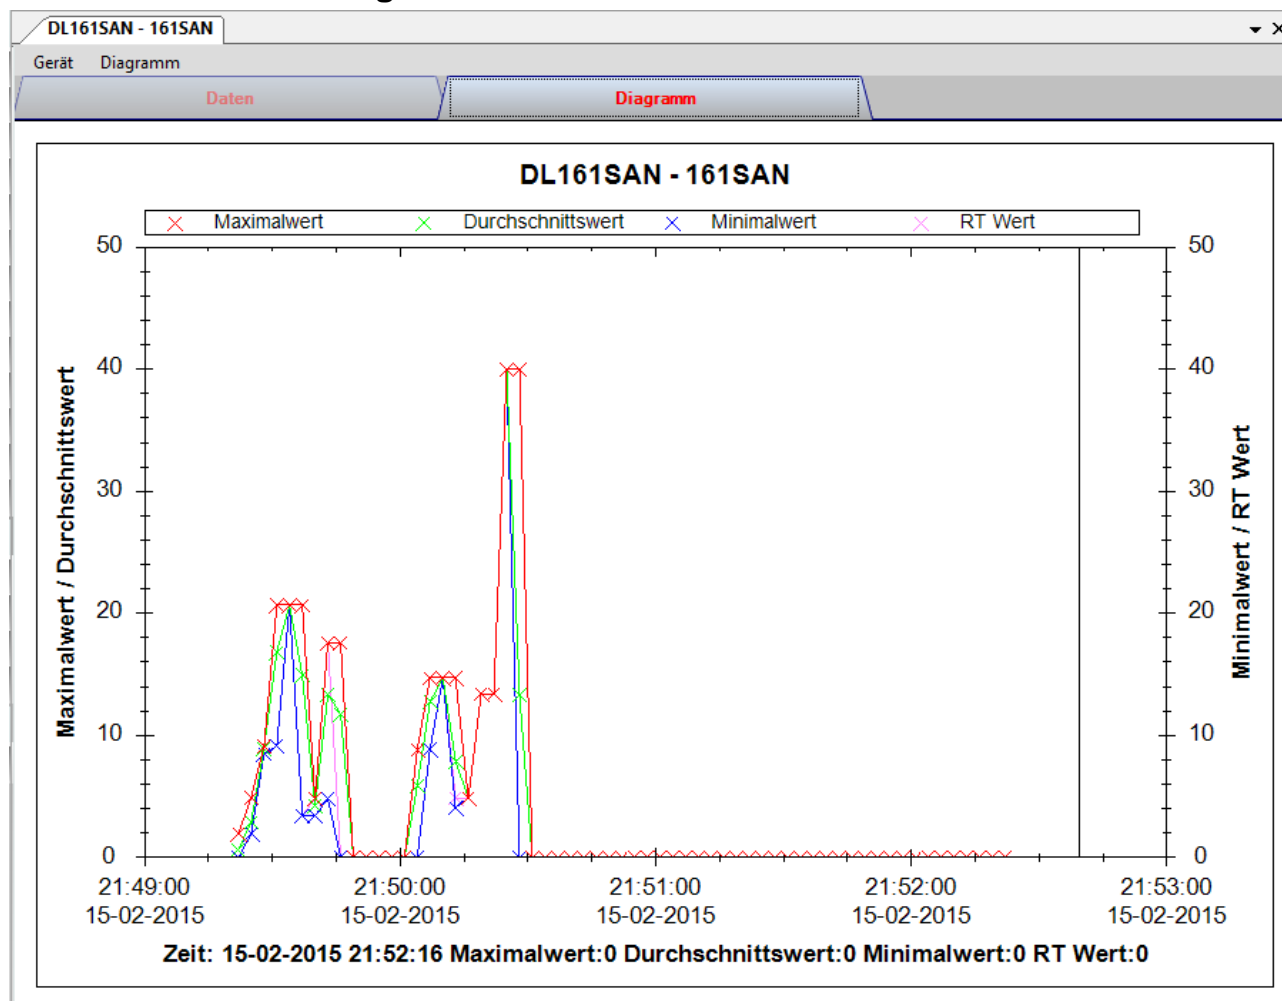 DL161SAN - 161SAN
Gerät Diagramm
Daten Diagramm
DL161SAN - 161SAN
Maximalwert Durchschnittswert Minimalwert RT Wert
50 50
40 40
30 30
20 20
10 10
0 0
Maximalwert / Durchschnittswert
Minimalwert / RT Wert
21:49:00 21:50:00 21:51:00 21:52:00 21:53:00
15-02-2015 15-02-2015 15-02-2015 15-02-2015 15-02-2015
Zeit: 15-02-2015 21:52:16 Maximalwert:0 Durchschnittswert:0 Minimalwert:0 RT Wert:0